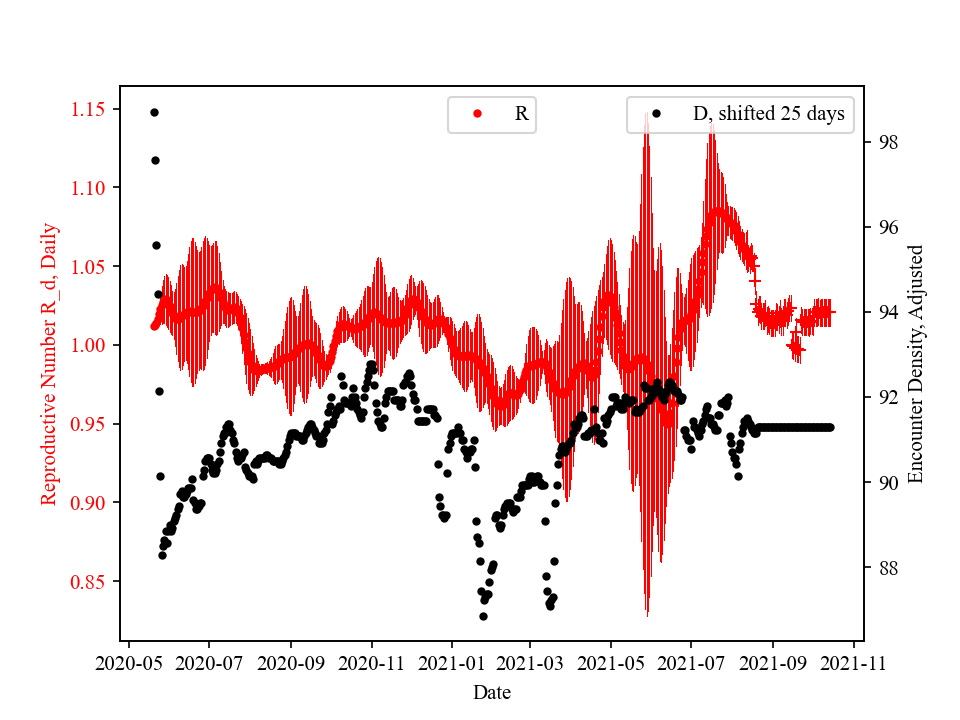 R
D, shifted 25 days
1.15
1.10
1.05
1.00
0.95
0.90
0.85
Reproductive Number R_d, Daily
98
96
94
92
90
88
Encounter Density, Adjusted
2020-05 2020-07 2020-09 2020-11 2021-01 2021-03 2021-05 2021-07 2021-09 2021-11
Date